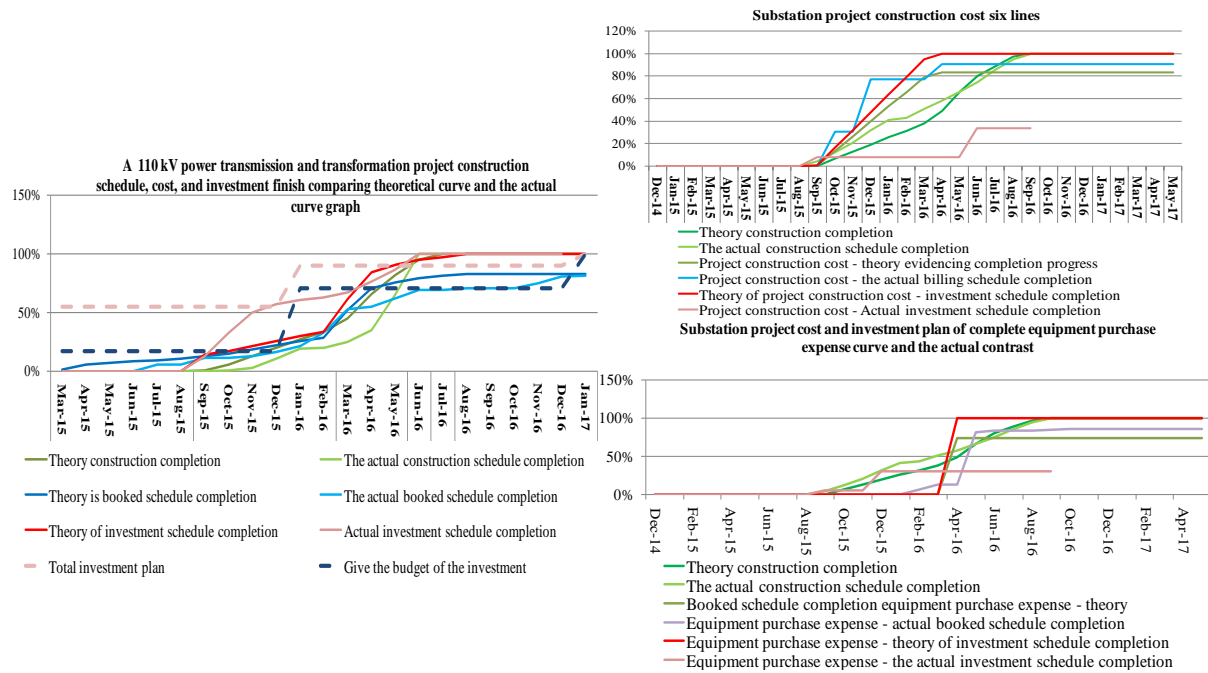 A 110 kV power transmission and transformation project construction
schedule, cost, and investment finish comparing theoretical curve and the actual
curve graph
150%
100%
50%
0%
Mar-15
Apr-15
May-15
Jun-15
Jul-15
Aug-15
Sep-15
Oct-15
Nov-15
Dec-15
Jan-16
Feb-16
Mar-16
Apr-16
May-16
Jun-16
Jul-16
Aug-16
Sep-16
Oct-16
Nov-16
Dec-16
Jan-17
Theory construction completion
The actual construction schedule completion
Theory is booked schedule completion
The actual booked schedule completion
Theory of investment schedule completion
Actual investment schedule completion
Total investment plan
Give the budget of the investment
Substation project construction cost six lines
120%
100%
80%
60%
40%
20%
0%
Dec-14
Jan-15
Feb-15
Mar-15
Apr-15
May-15
Jun-15
Jul-15
Aug-15
Sep-15
Oct-15
Nov-15
Dec-15
Jan-16
Feb-16
Mar-16
Apr-16
May-16
Jun-16
Jul-16
Aug-16
Sep-16
Oct-16
Nov-16
Dec-16
Jan-17
Feb-17
Mar-17
Apr-17
May-17
Theory construction completion
The actual construction schedule completion
Project construction cost - theory evidencing completion progress
Project construction cost - the actual billing schedule completion
Theory of project construction cost - investment schedule completion
Project construction cost - Actual investment schedule completion
Substation project cost and investment plan of complete equipment purchase
expense curve and the actual contrast
150%
100%
50%
0%
Dec-14
Feb-15
Apr-15
Jun-15
Aug-15
Oct-15
Dec-15
Feb-16
Apr-16
Jun-16
Aug-16
Oct-16
Dec-16
Feb-17
Apr-17
Theory construction completion
The actual construction schedule completion
Booked schedule completion equipment purchase expense - theory
Equipment purchase expense - actual booked schedule completion
Equipment purchase expense - theory of investment schedule completion
Equipment purchase expense - the actual investment schedule completion